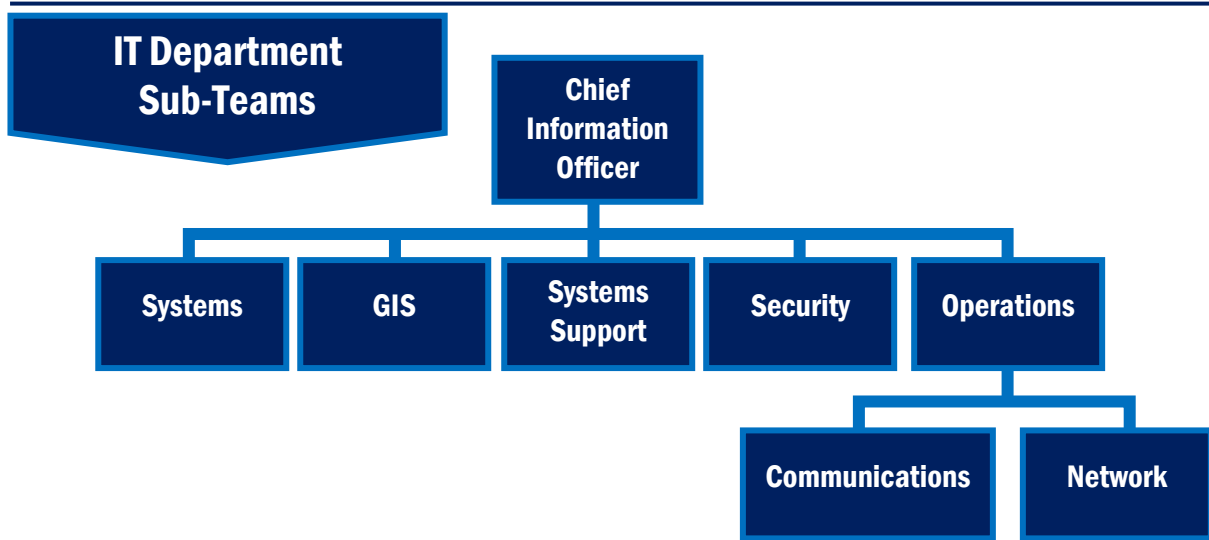 IT Department
Sub-Teams
Chief
Information
Officer
Systems
GIS
Systems
Support
Security
Operations
Communications
Network